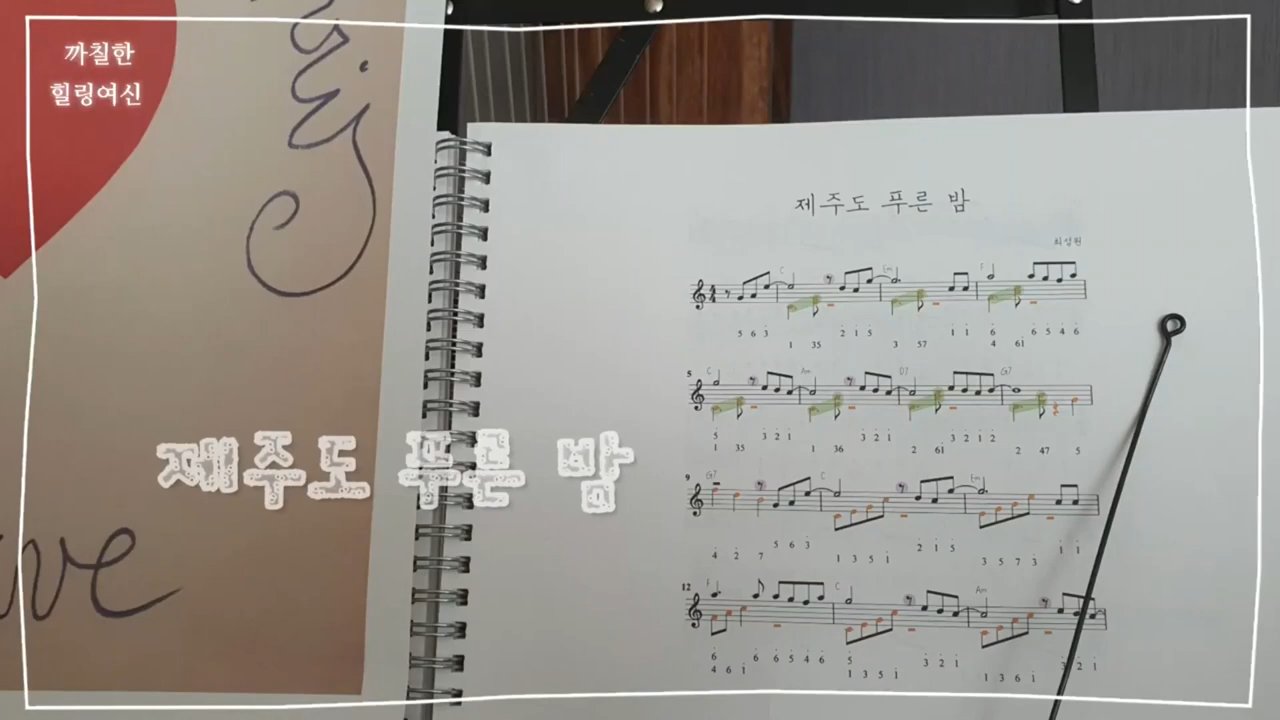 까칠한
힐링여신
제주도 푸른 밤
최성원
C Em F
5 6 3 2 1 5 1 1 6 6 5 4 6
1 35 3 57 4 6i
5
C Am D7 G7
5 3 2 1 3 2 1 3 2 1 2
1 35 1 36 2 61 2 47 5
제주도 푸른 밤
9
G7 C Em
5 6 3 2 1 5 1 1
4 2 7 1 3 5 i 3 5 7 3
ve
12
F C Am
6 6 6 5 4 6 5 3 2 1 3 2 1
4 6 i 1 3 5 i 1 3 6 i